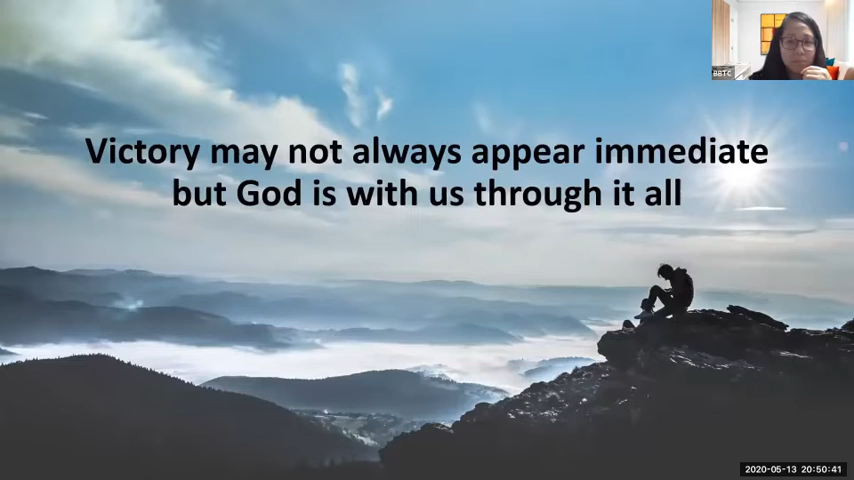 Victory may not always appear immediate
but God is with us through it all
BBTC
2020-05-13 20:50:41